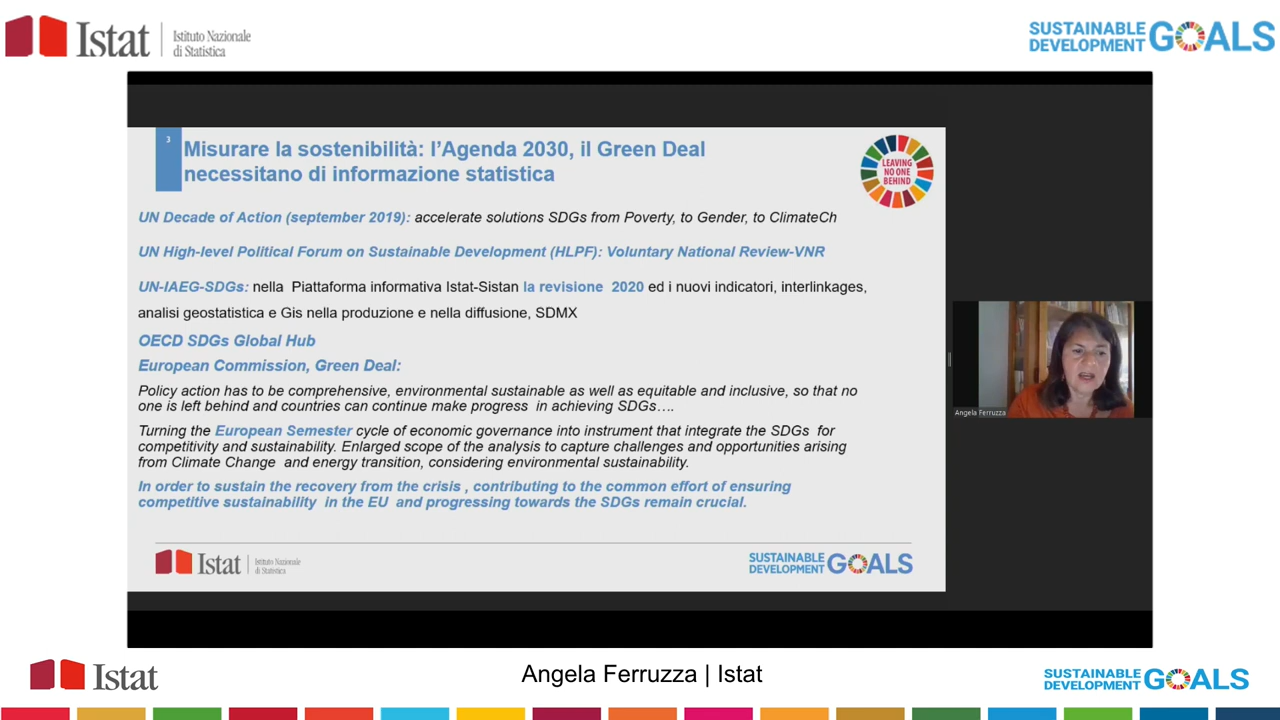 Istat
Istituto Nazionale
di Statistica
SUSTAINABLE
DEVELOPMENT
GOALS
3
Misurare la sostenibilità: l'Agenda 2030, il Green Deal
necessitano di informazione statistica
LEAVING
NO ONE
BEHIND
UN Decade of Action (september 2019): accelerate solutions SDGs from Poverty, to Gender, to ClimateCh
UN High-level Political Forum on Sustainable Development (HLPF): Voluntary National Review-VNR
UN-IAEG-SDGs: nella Piattaforma informativa Istat-Sistan la revisione 2020 ed i nuovi indicatori, interlinkages,
analisi geostatistica e Gis nella produzione e nella diffusione, SDMX
OECD SDGs Global Hub
European Commission, Green Deal:
Policy action has to be comprehensive, environmental sustainable as well as equitable and inclusive, so that no
one is left behind and countries can continue make progress in achieving SDGs….
Turning the European Semester cycle of economic governance into instrument that integrate the SDGs for
competitivity and sustainability. Enlarged scope of the analysis to capture challenges and opportunities arising
from Climate Change and energy transition, considering environmental sustainability.
In order to sustain the recovery from the crisis , contributing to the common effort of ensuring
competitive sustainability in the EU and progressing towards the SDGs remain crucial.
Istat
Istituto Nazionale
di Statistica
SUSTAINABLE
DEVELOPMENT
GOALS
Angela Ferruzza
Istat
Angela Ferruzza | Istat
SUSTAINABLE
DEVELOPMENT
GOALS